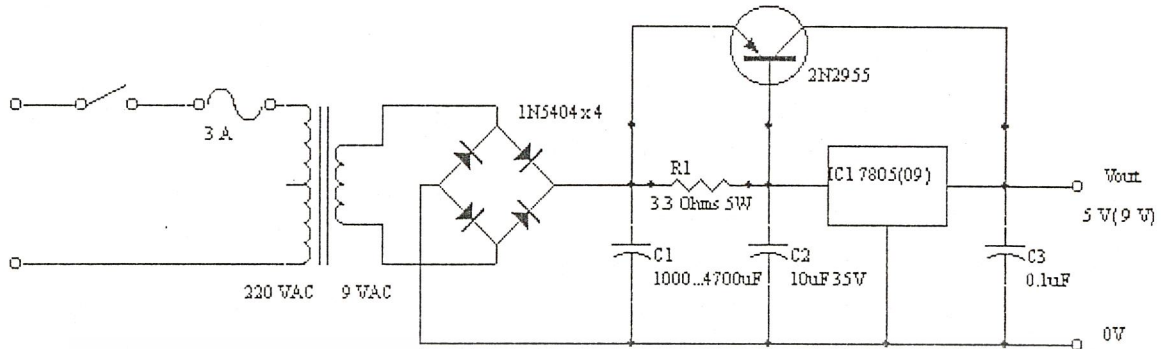 2N2955
1N5404 x 4
3 A
R1
3.3 Ohms 5W
IC1 7805(09)
Vout
5 V(9 V)
C1
1000...4700uF
C2
10uF 35V
C3
0.1uF
220 VAC
9 VAC
0V